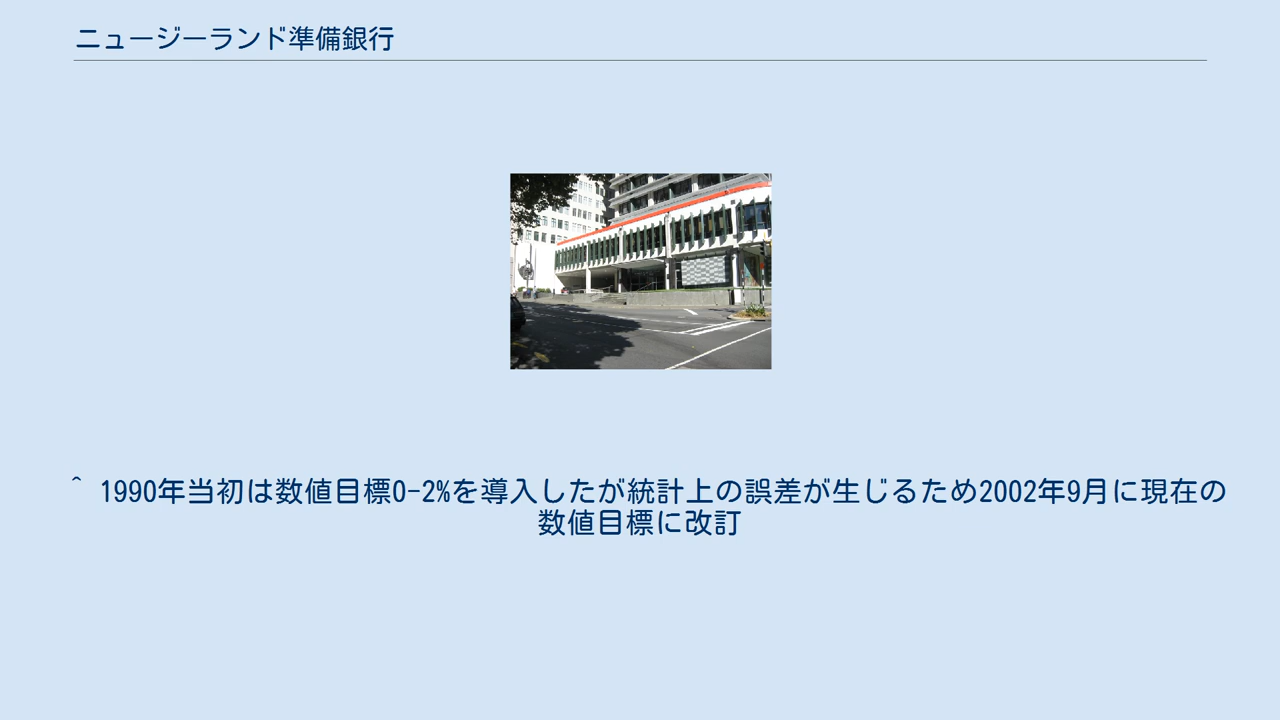 ニュージーランド準備銀行
^ 1990年当初は数値目標0-2%を導入したが統計上の誤差が生じるため2002年9月に現在の
数値目標に改訂